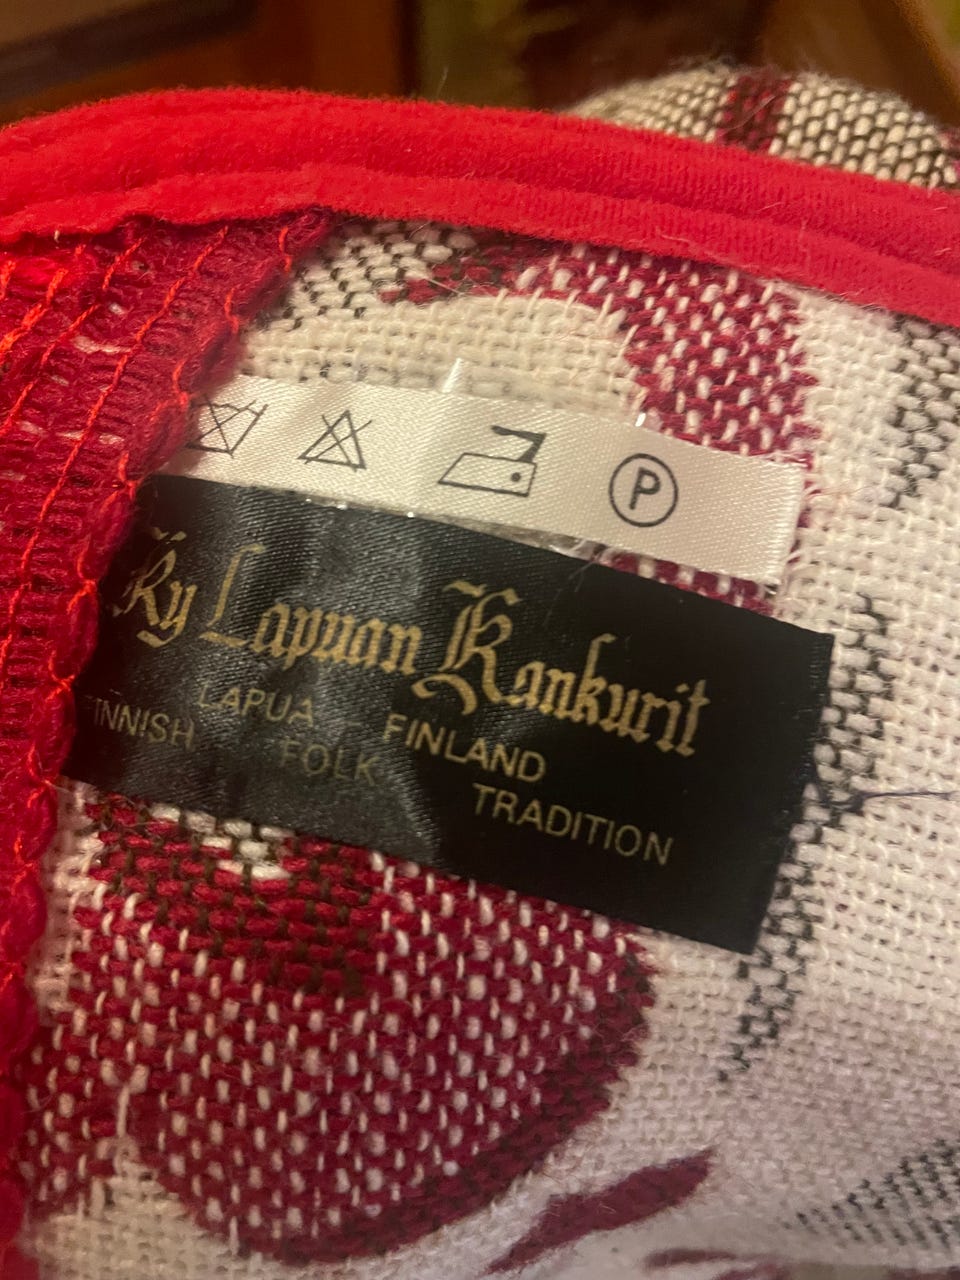 P
Ky Lapuan Kankurit
LAPUA – FINLAND
FINNISH FOLK TRADITION